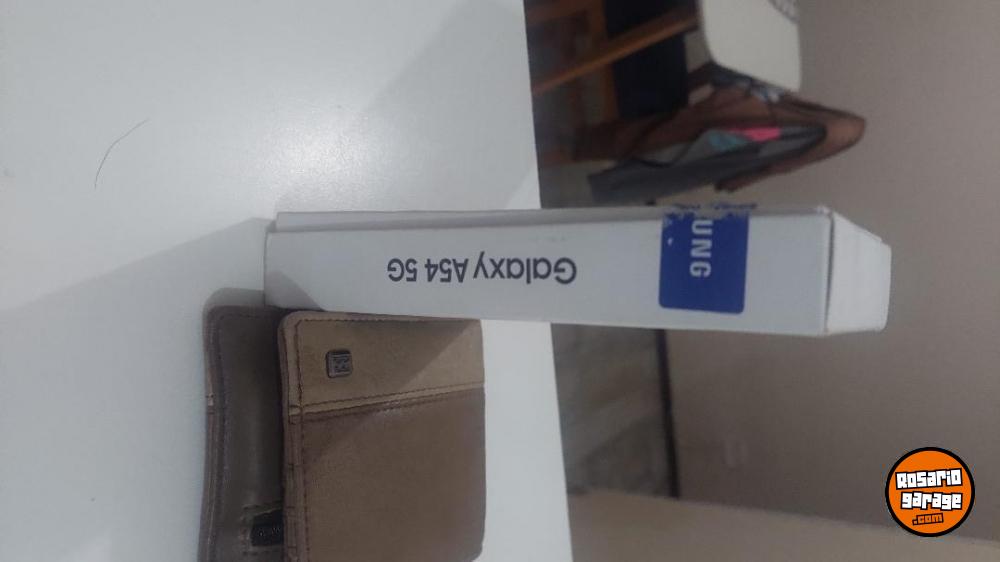 Galaxy A54 5G
UNG
Rosario
garage
.com